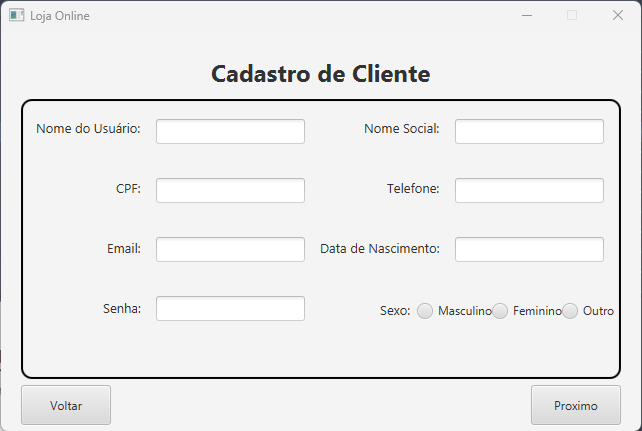 Loja Online
Cadastro de Cliente
Nome do Usuário: Nome Social:
CPF: Telefone:
Email: Data de Nascimento:
Senha: Sexo: Masculino Feminino Outro
Voltar Proximo